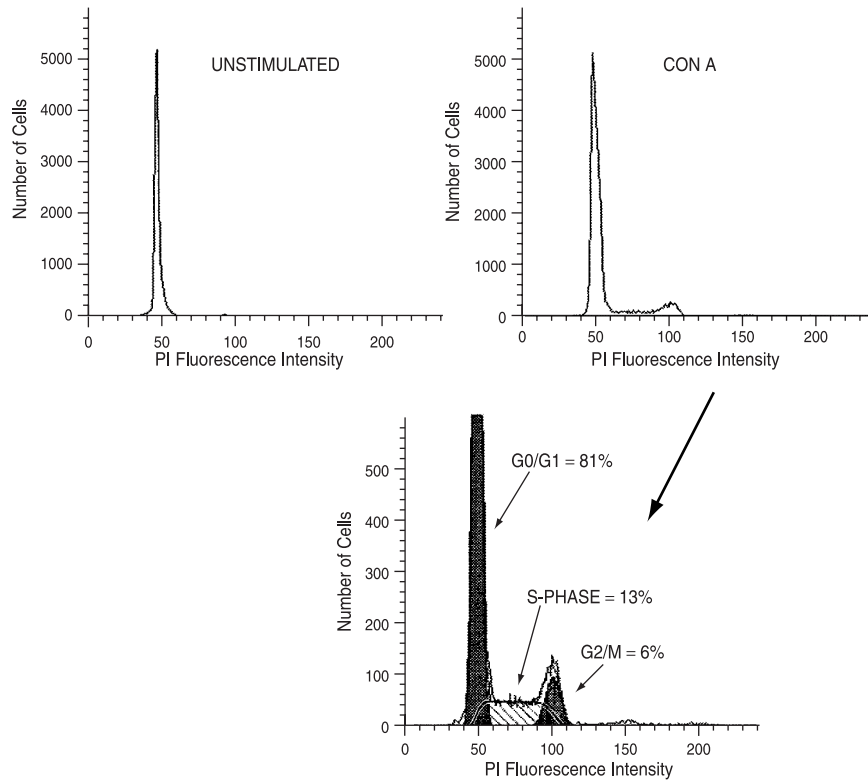 UNSTIMULATED
Number of Cells
5000
4000
3000
2000
1000
0
0 50 100 150 200
PI Fluorescence Intensity
CON A
Number of Cells
5000
4000
3000
2000
1000
0
0 50 100 150 200
PI Fluorescence Intensity
Number of Cells
500
400
300
200
100
0
G0/G1 = 81%
S-PHASE = 13%
G2/M = 6%
0 50 100 150 200
PI Fluorescence Intensity